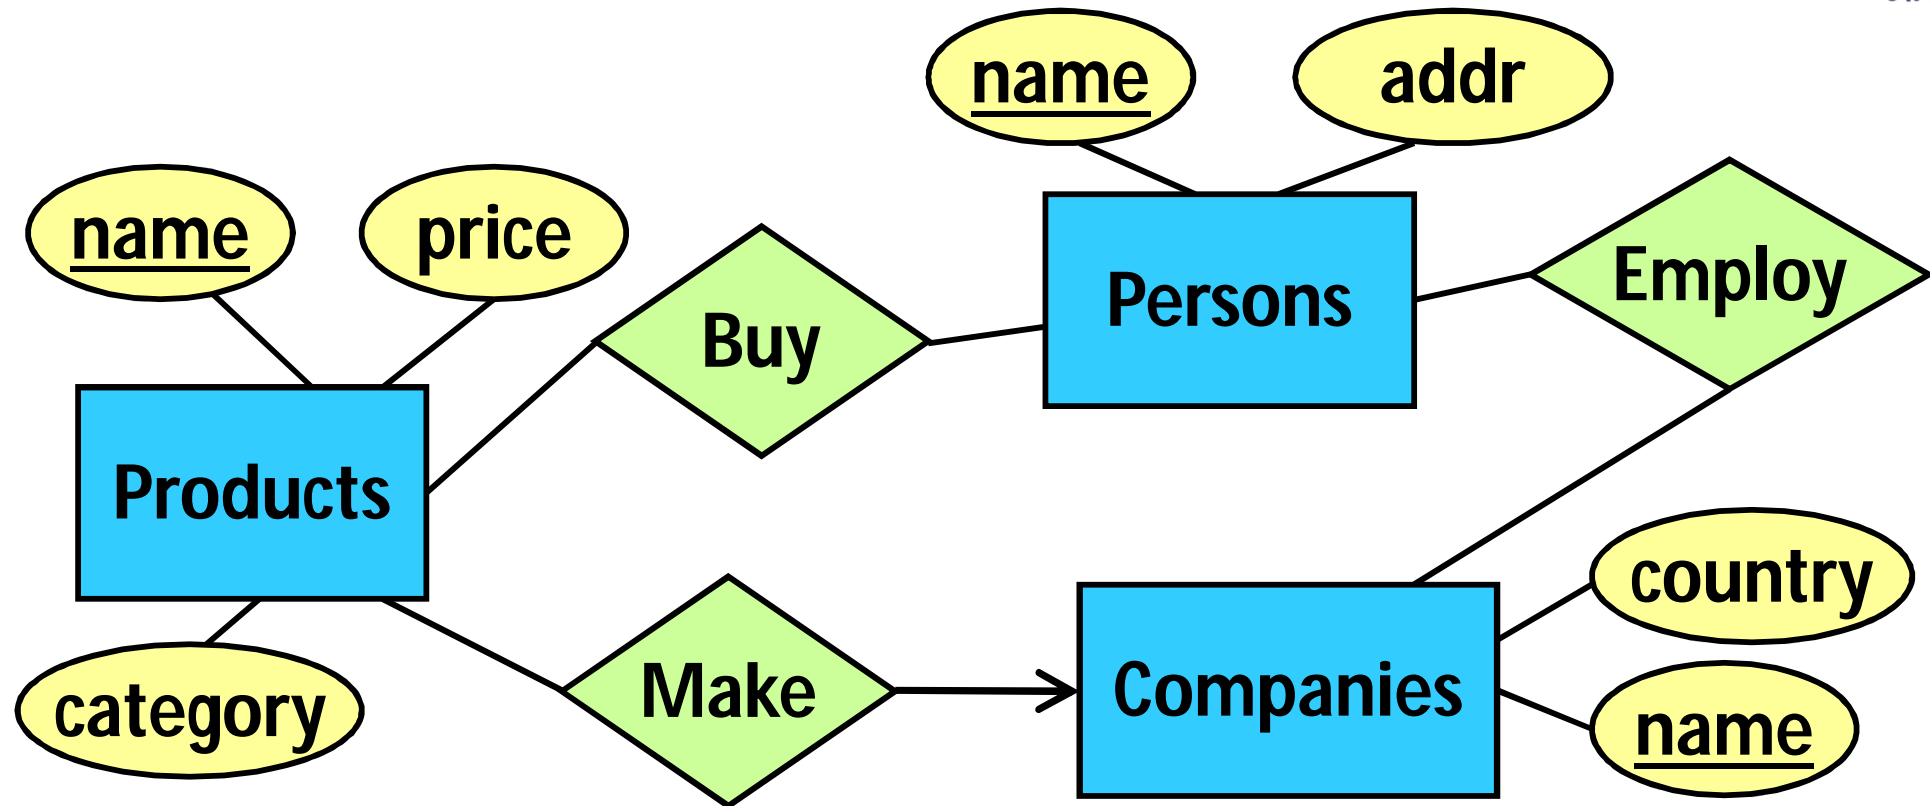 name
addr
name
price
Employ
Persons
Buy
Products
country
Companies
Make
category
name